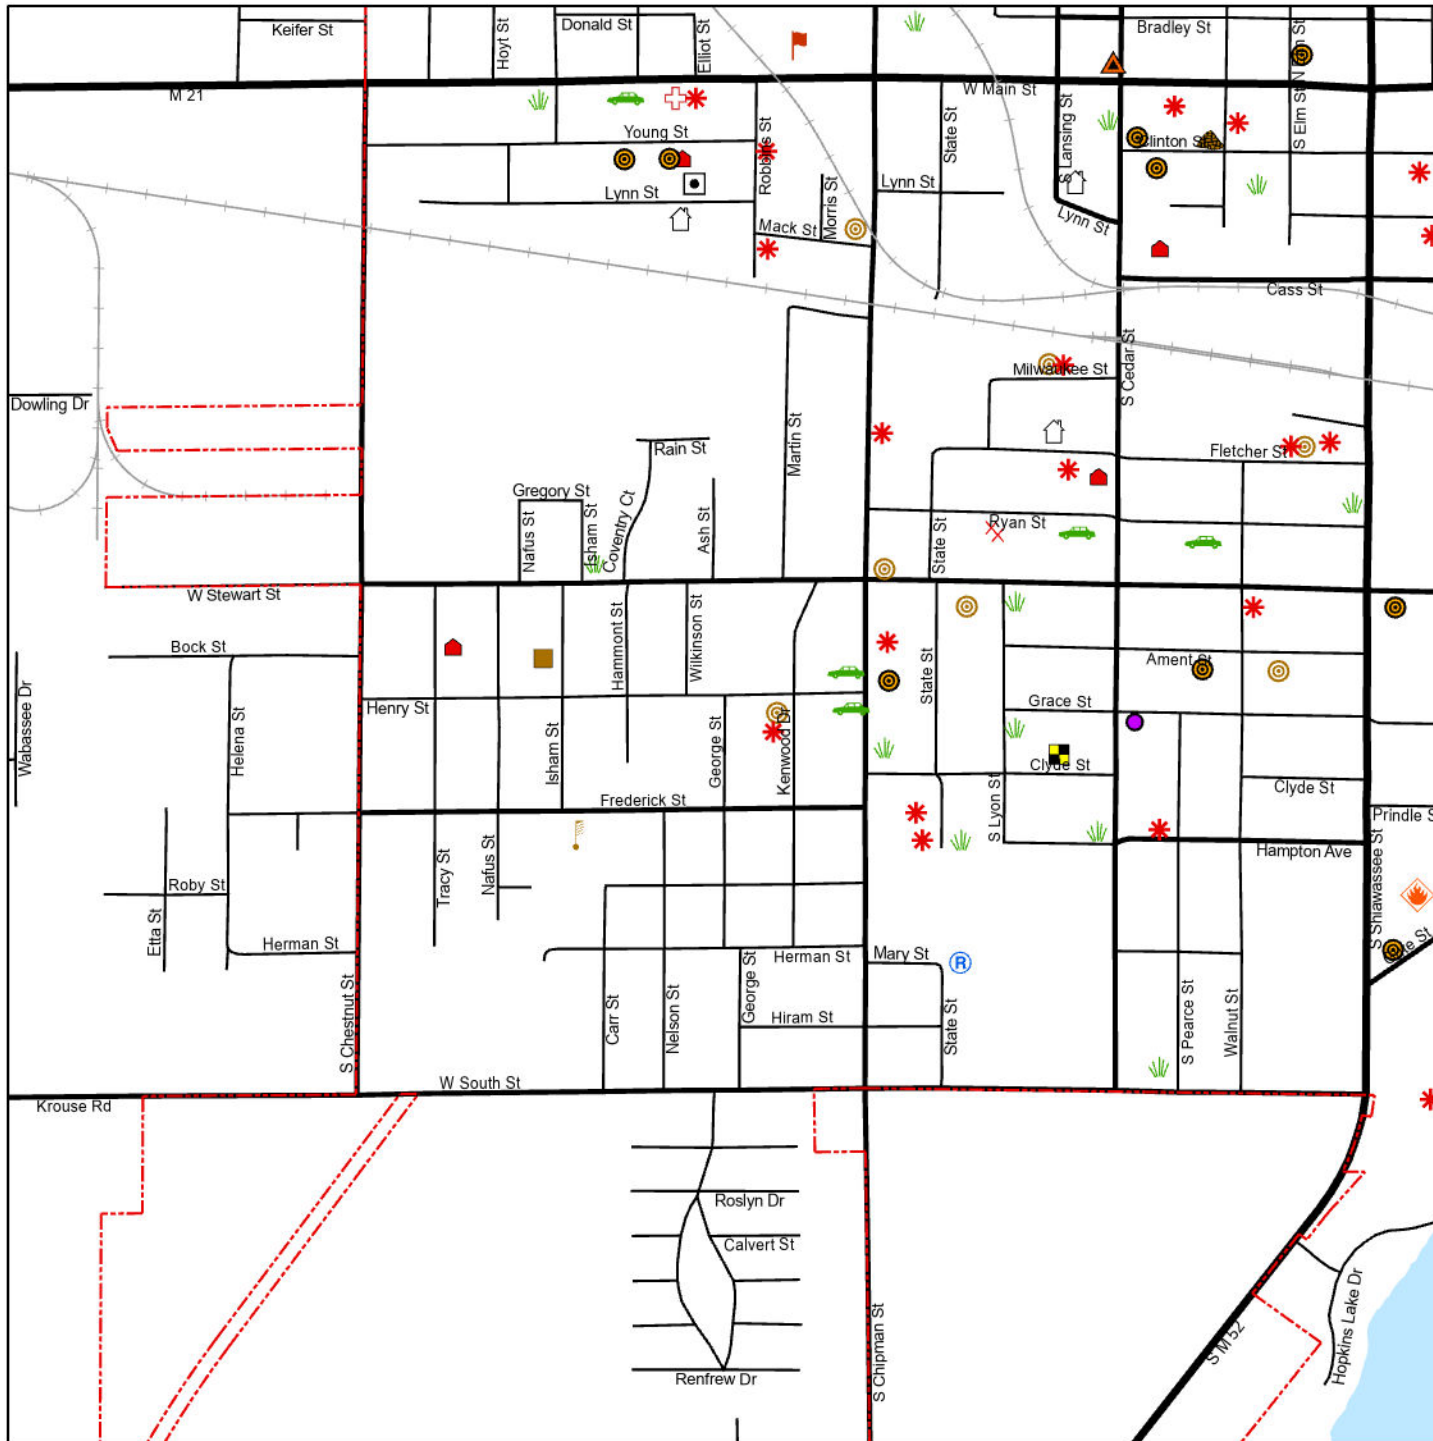 Keifer St
Hoyt St
Donald St
Elliot St
Bradley St
M 21
W Main St
Young St
Robbins St
State St
S Lansing St
Clinton St
S Elm St
Lynn St
Morris St
Lynn St
Lynn St
Mack St
Cass St
S Cedar St
Milwaukee St
Dowling Dr
Martin St
Rain St
Fletcher St
Gregory St
Nafus St
Isham St
Coventry Ct
Ash St
State St
Ryan St
W Stewart St
Hammont St
Wilkinson St
Bock St
State St
Ament St
Wabassee Dr
Helena St
Henry St
Isham St
George St
Kenwood Dr
Grace St
Clyde St
Clyde St
Frederick St
S Lyon St
Prindle S
Hampton Ave
S Shiawassee St
Tracy St
Nafus St
Roby St
Etta St
Herman St
Herman St
Mary St
R
S Chestnut St
Carr St
Nelson St
George St
Hiram St
State St
S Pearce St
Walnut St
W South St
Krouse Rd
Roslyn Dr
Calvert St
Renfrew Dr
S Chipman St
S M 52
Hopkins Lake Dr